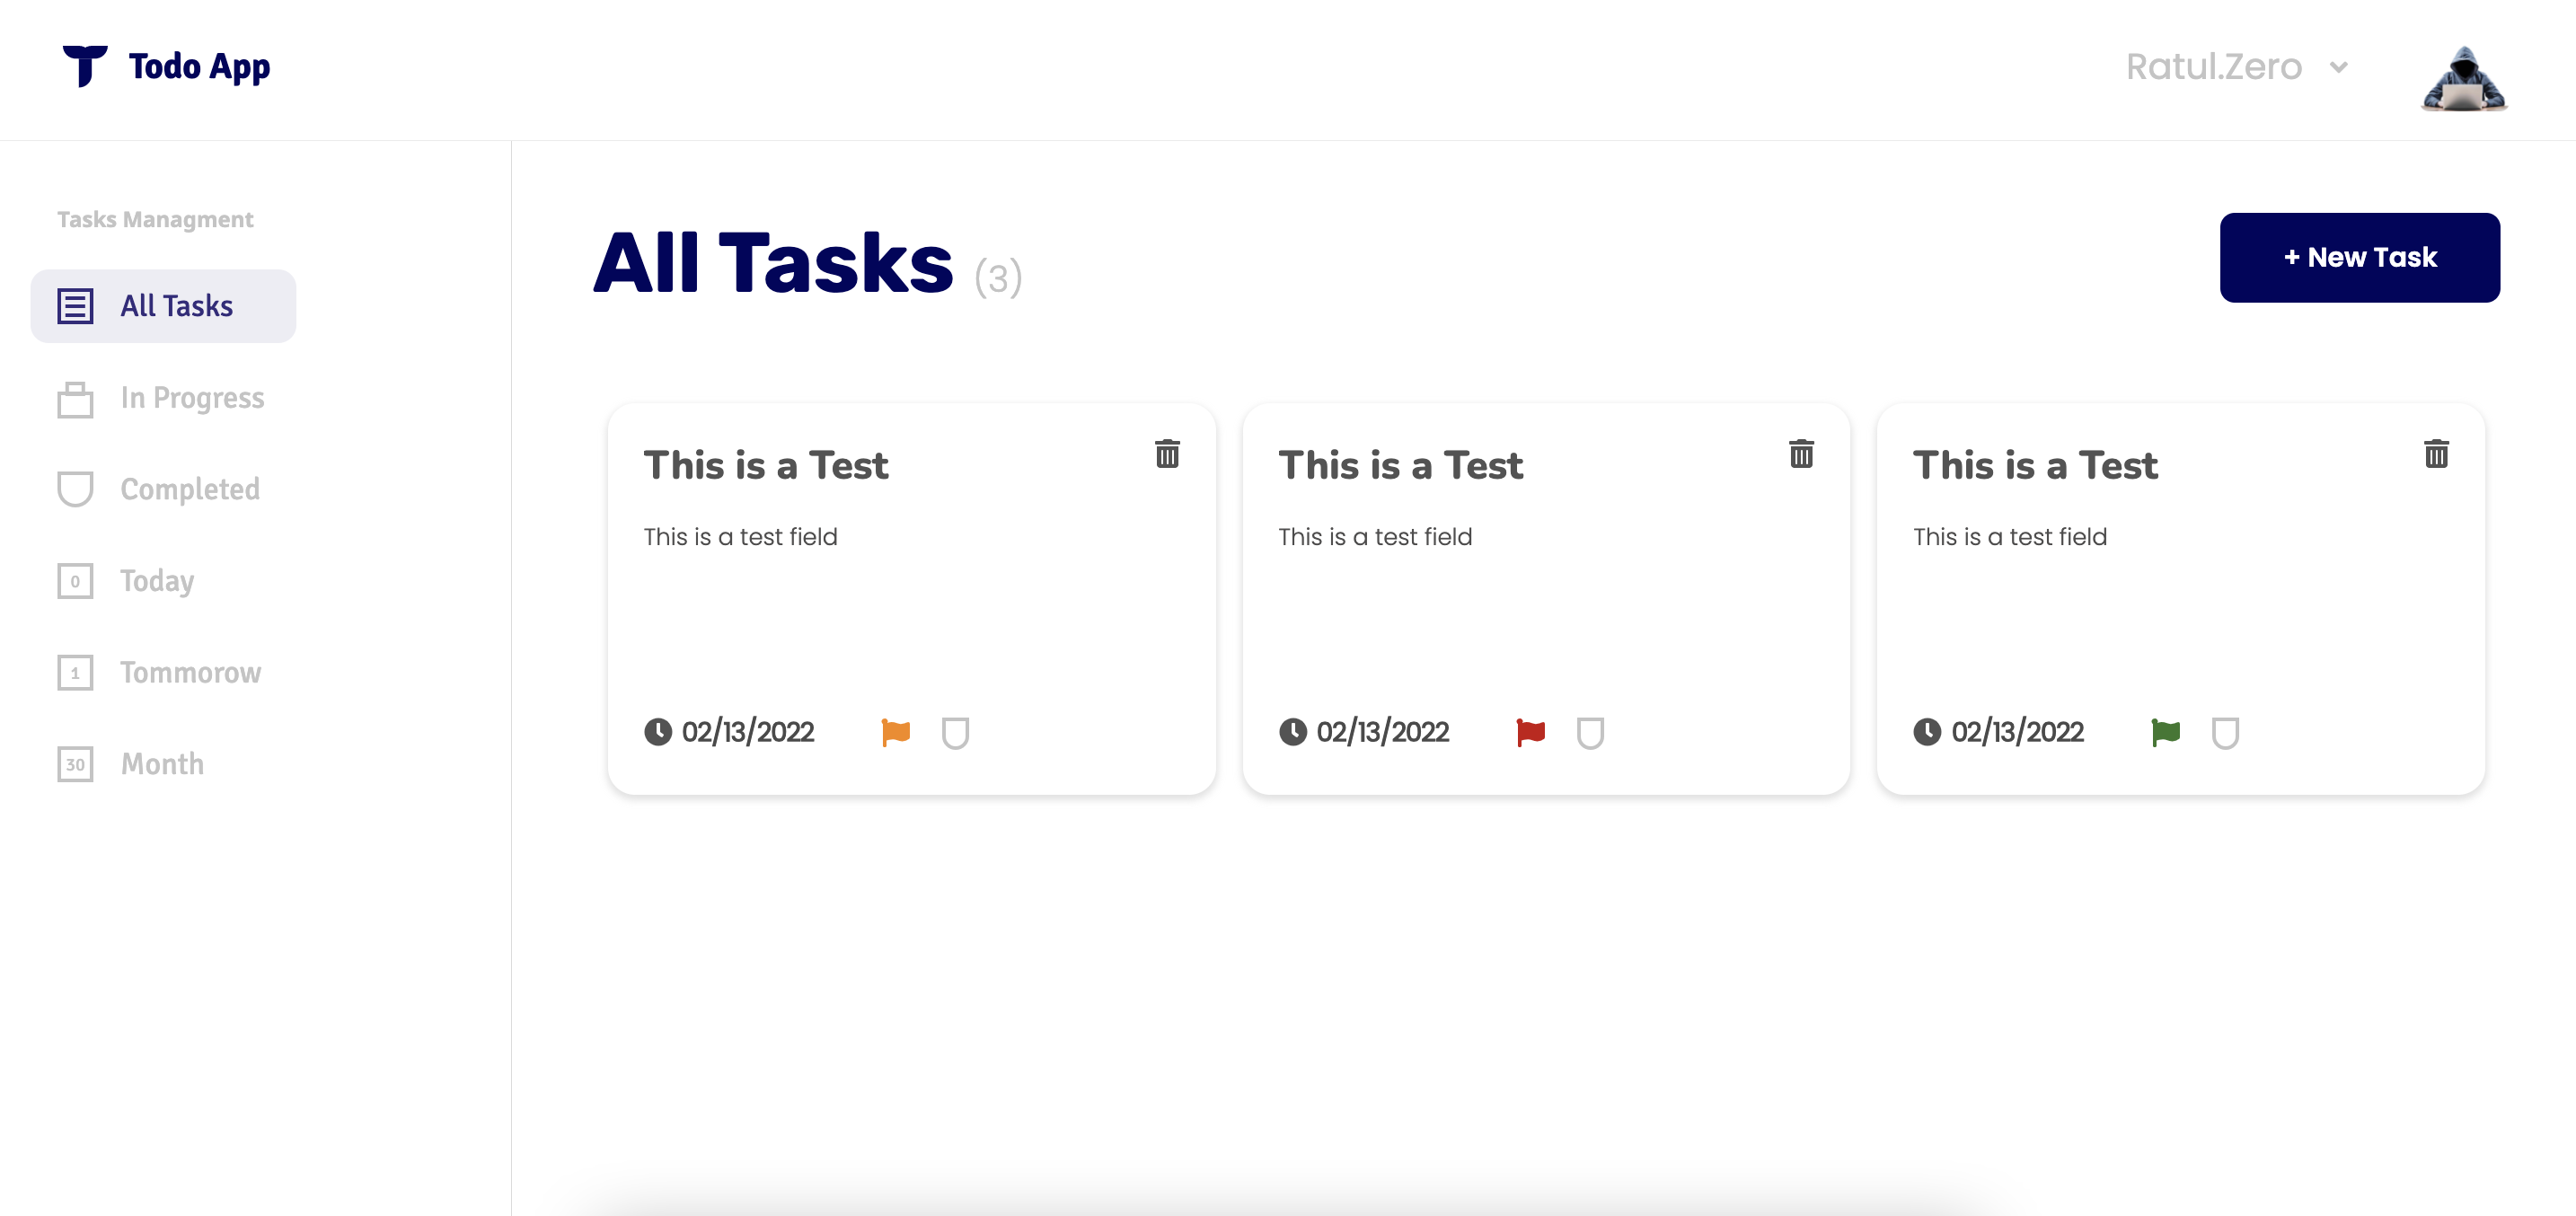 Todo App
Ratul.Zero
Tasks Managment
All Tasks
In Progress
Completed
0 Today
1 Tommorow
30 Month
All Tasks (3)
+ New Task
This is a Test
This is a test field
02/13/2022
This is a Test
This is a test field
02/13/2022
This is a Test
This is a test field
02/13/2022